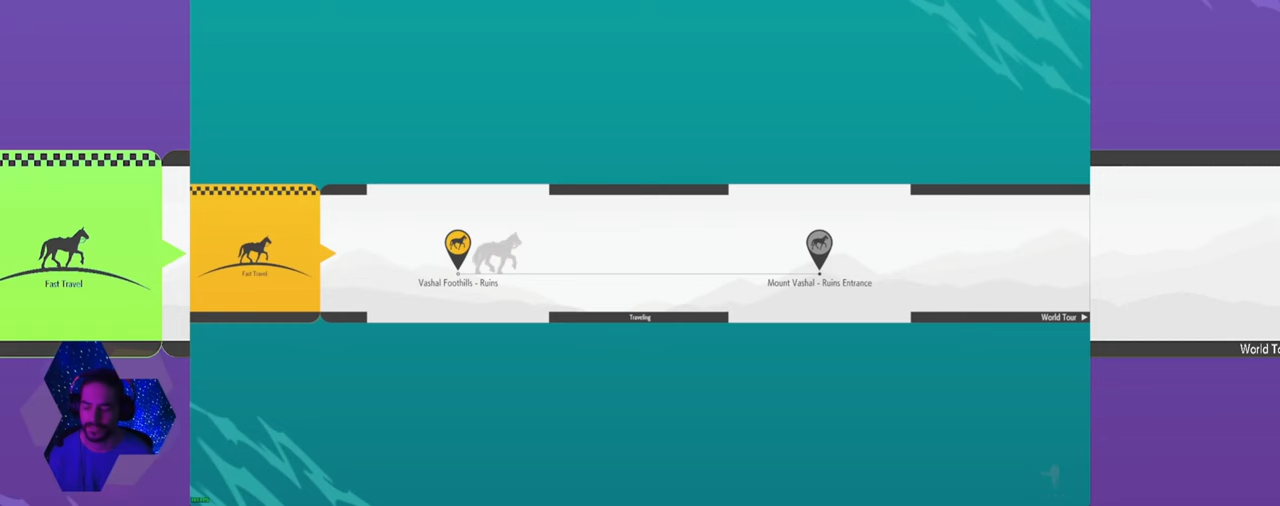 Fast Travel
Fast Travel
Vashal Foothills - Ruins
Mount Vashal - Ruins Entrance
Traveling
World Tour
World To